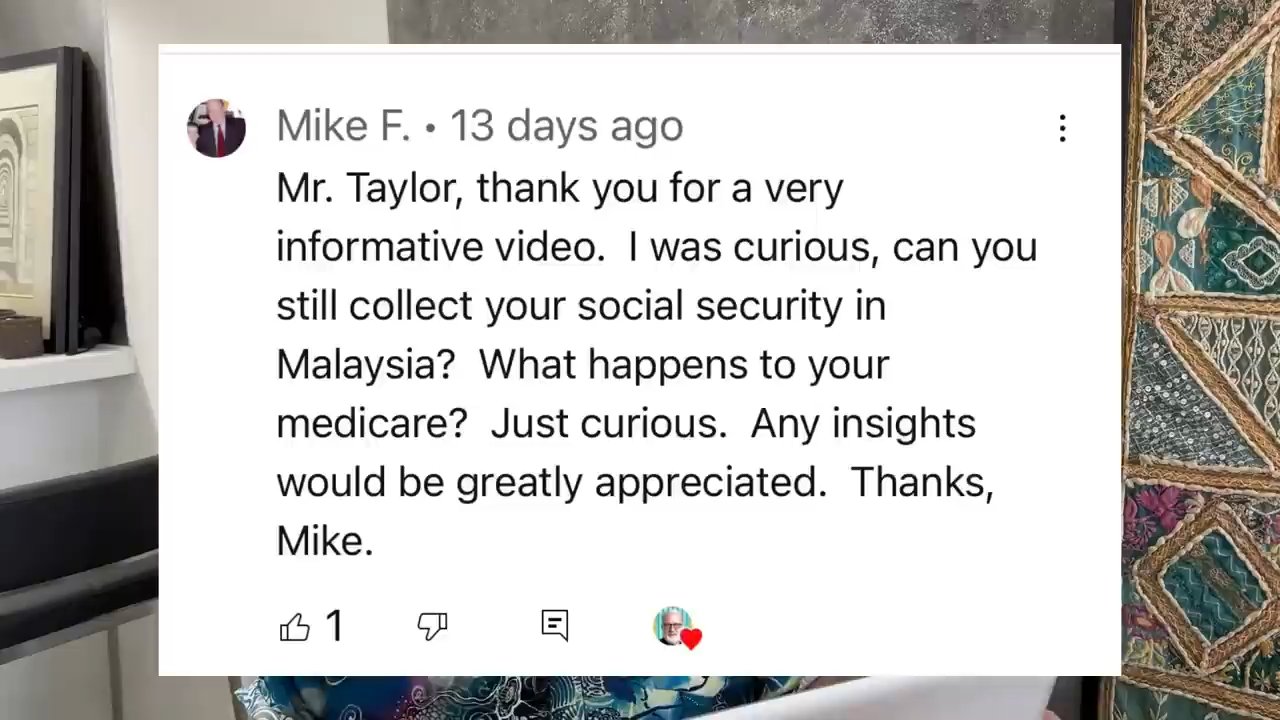 Mike F. • 13 days ago
Mr. Taylor, thank you for a very
informative video.  I was curious, can you
still collect your social security in
Malaysia?  What happens to your
medicare?  Just curious.  Any insights
would be greatly appreciated.  Thanks,
Mike.
1